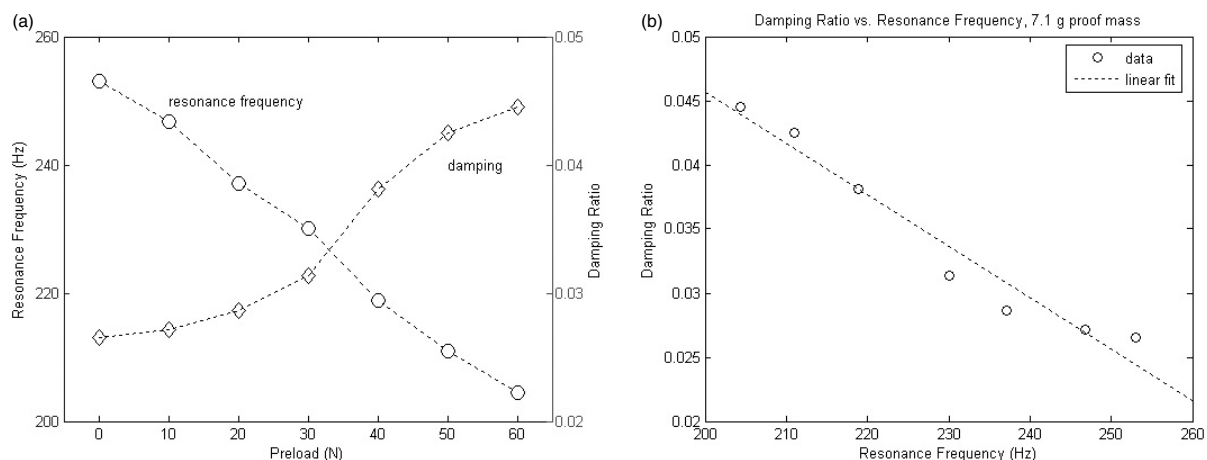 (a)
260
240
220
200
Resonance Frequency (Hz)
resonance frequency
damping
0.05
0.04
0.03
0.02
Damping Ratio
0 10 20 30 40 50 60
Preload (N)
(b)
Damping Ratio vs. Resonance Frequency, 7.1 g proof mass
0.05
0.045
0.04
0.035
0.03
0.025
0.02
Damping Ratio
data
linear fit
200 210 220 230 240 250 260
Resonance Frequency (Hz)